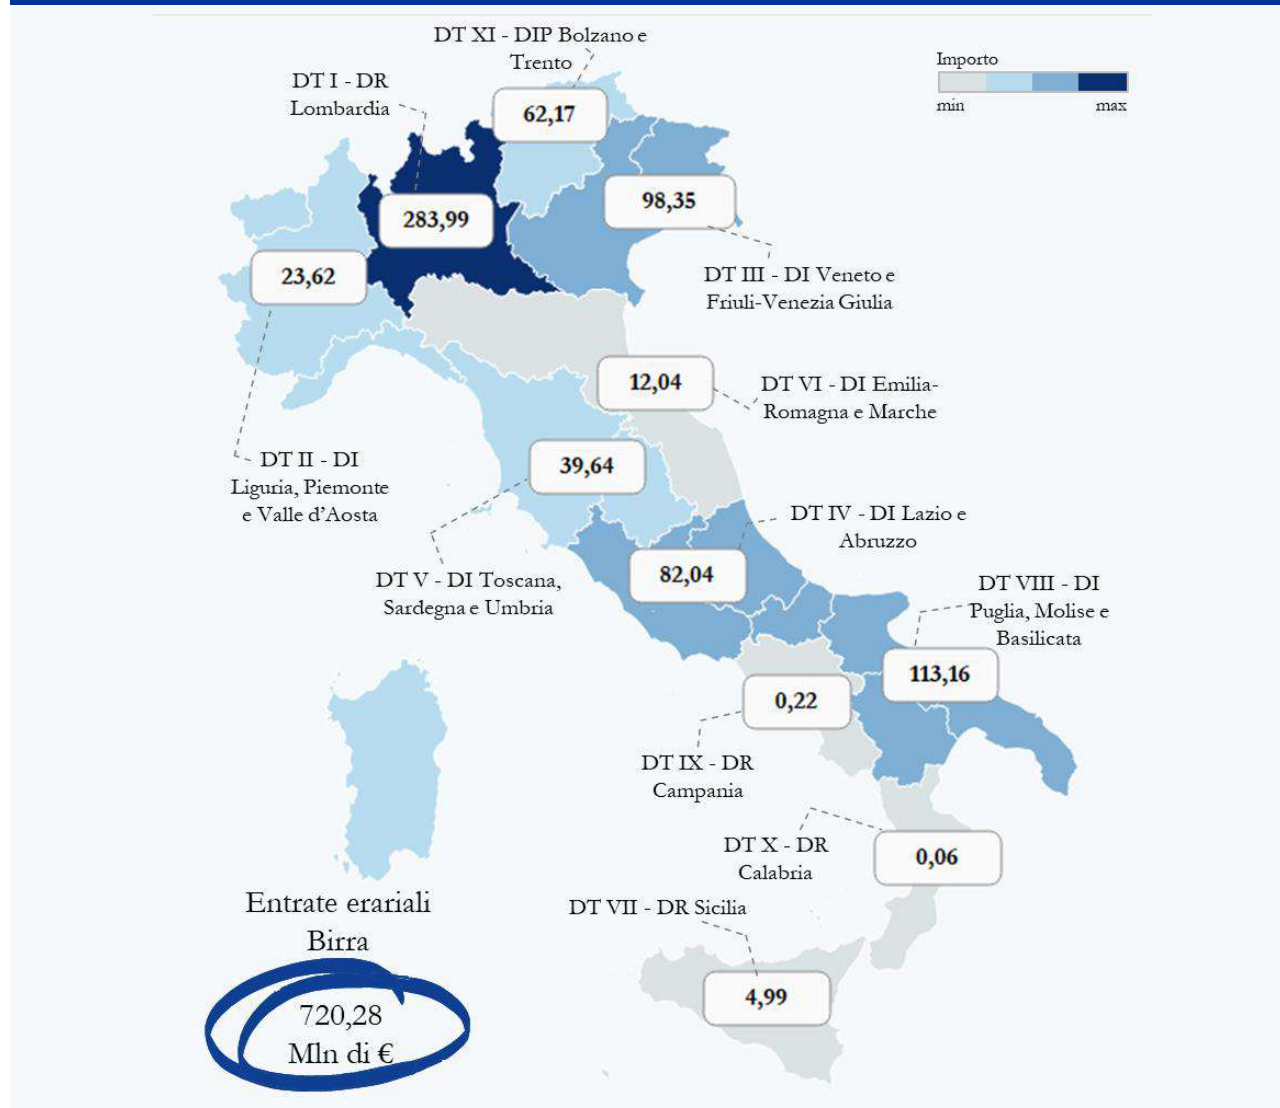 DT XI - DIP Bolzano e
Trento
DT I - DR
Lombardia
Importo
min
max
62,17
98,35
283,99
23,62
DT III - DI Veneto e
Friuli-Venezia Giulia
12,04
DT VI - DI Emilia-
Romagna e Marche
DT II - DI
Liguria, Piemonte
e Valle d'Aosta
39,64
DT IV - DI Lazio e
Abruzzo
DT V - DI Toscana,
Sardegna e Umbria
82,04
DT VIII - DI
Puglia, Molise e
Basilicata
113,16
0,22
DT IX - DR
Campania
DT X - DR
Calabria
0,06
DT VII - DR Sicilia
4,99
Entrate erariali
Birra
720,28
Mln di €